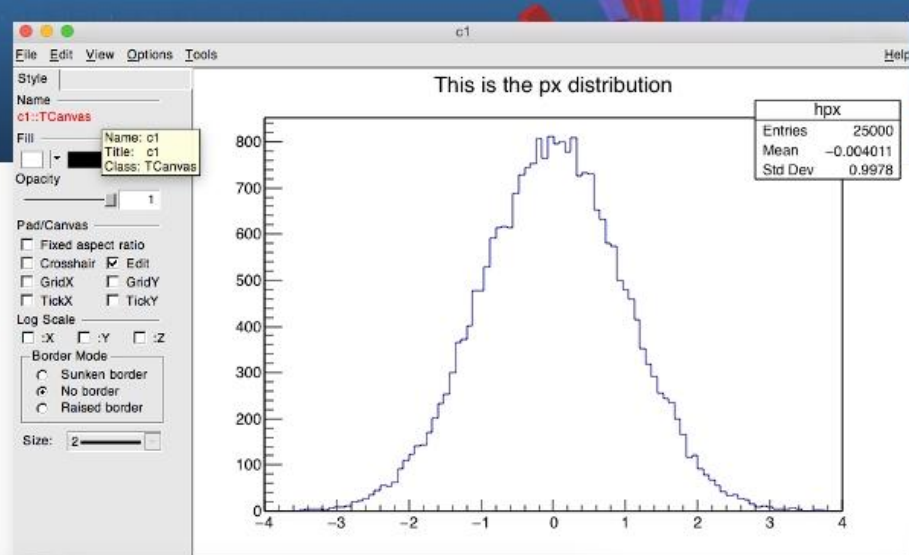 c1
File Edit View Options Tools Help
Style
Name
c1::TCanvas
Fill
Name: c1
Title: c1
Class: TCanvas
Opacity
1
Pad/Canvas
Fixed aspect ratio
Crosshair Edit
GridX GridY
TickX TickY
Log Scale
:X :Y :Z
Border Mode
Sunken border
No border
Raised border
Size: 2
This is the px distribution
hpx
Entries 25000
Mean −0.004011
Std Dev 0.9978
800
700
600
500
400
300
200
100
0
−4 −3 −2 −1 0 1 2 3 4